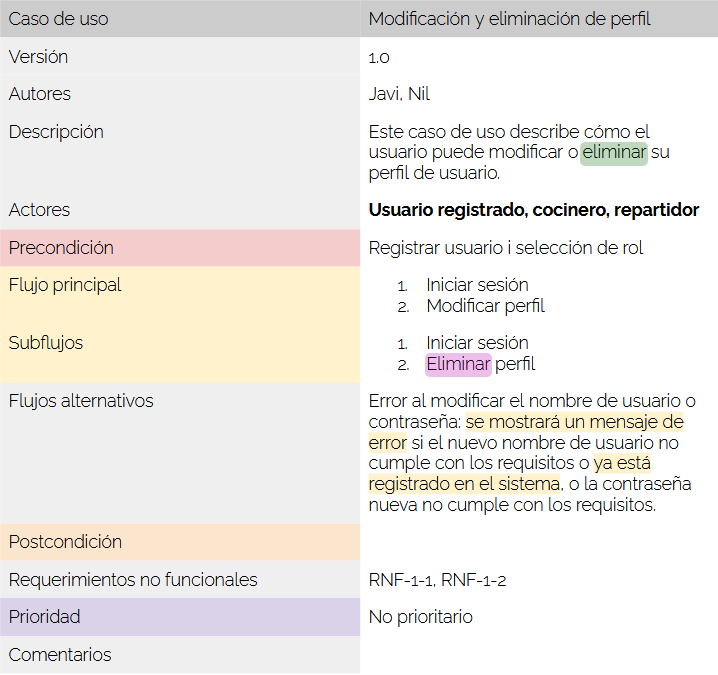 Caso de uso Modificación y eliminación de perfil
Versión 1.0
Autores Javi, Nil
Descripción Este caso de uso describe cómo el
usuario puede modificar o eliminar su
perfil de usuario.
Actores Usuario registrado, cocinero, repartidor
Precondición Registrar usuario i selección de rol
Flujo principal 1. Iniciar sesión
2. Modificar perfil
Subflujos 1. Iniciar sesión
2. Eliminar perfil
Flujos alternativos Error al modificar el nombre de usuario o
contraseña: se mostrará un mensaje de
error si el nuevo nombre de usuario no
cumple con los requisitos o ya está
registrado en el sistema, o la contraseña
nueva no cumple con los requisitos.
Postcondición
Requerimientos no funcionales RNF-1-1, RNF-1-2
Prioridad No prioritario
Comentarios